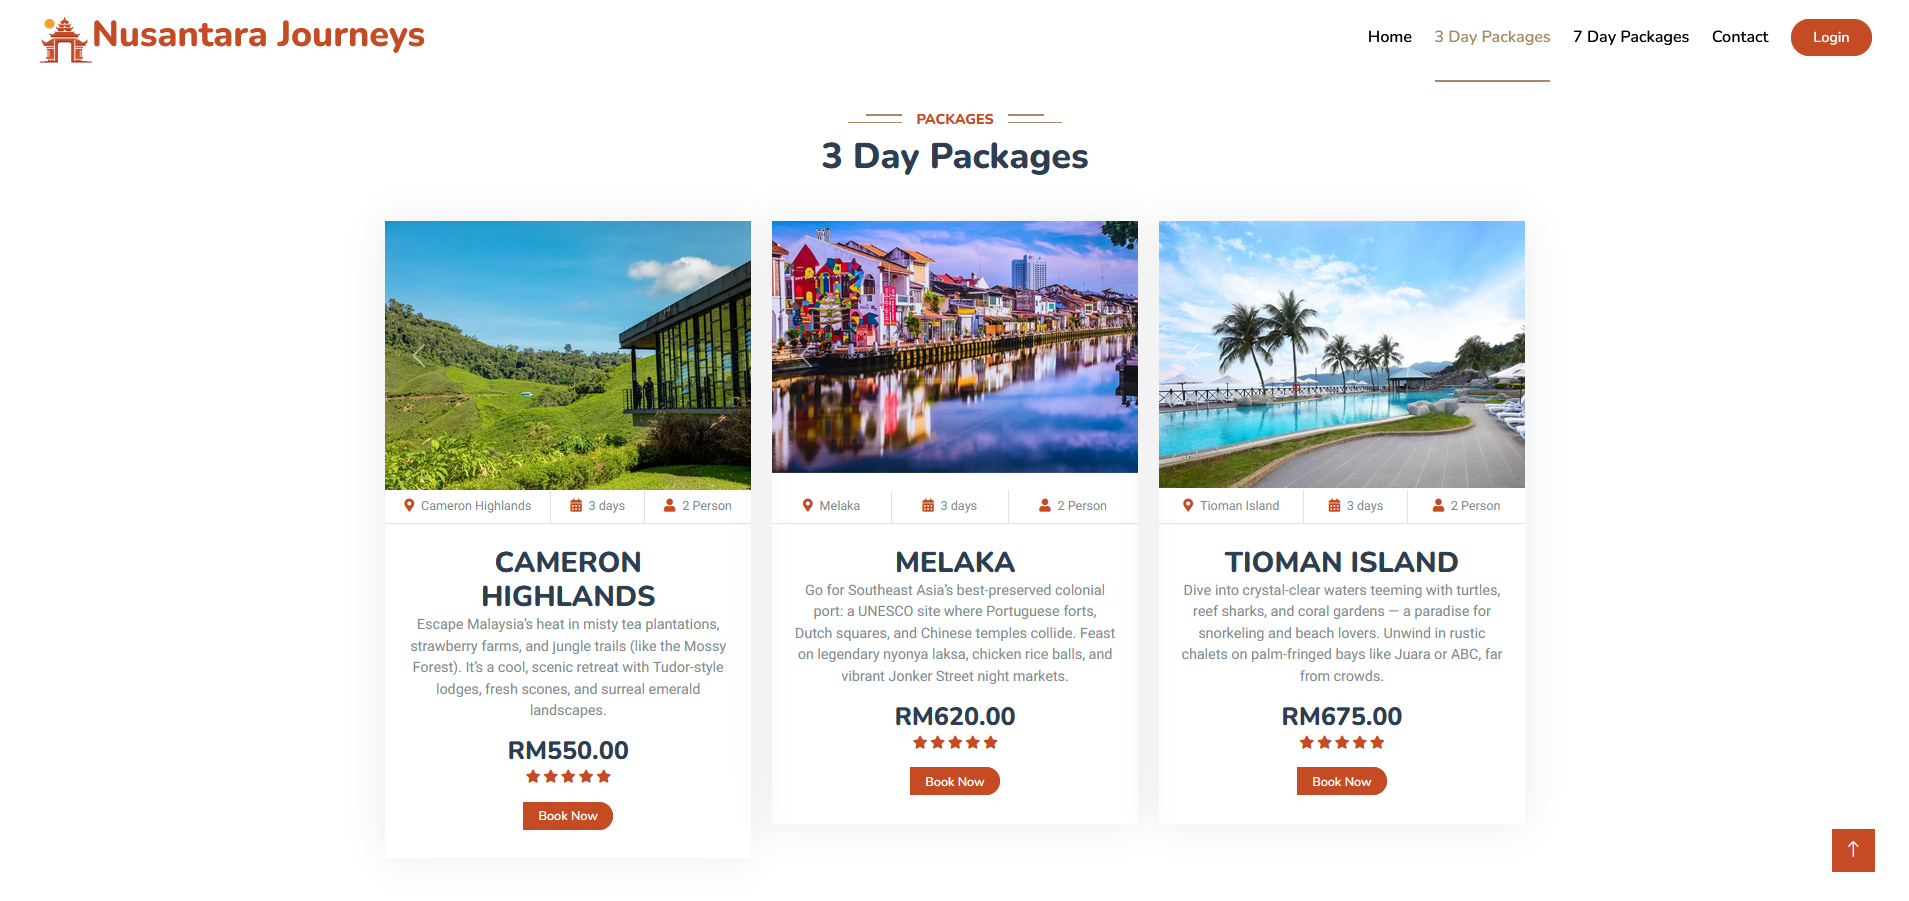 Nusantara Journeys
Home
3 Day Packages
7 Day Packages
Contact
Login
PACKAGES
3 Day Packages
Cameron Highlands
3 days
2 Person
CAMERON
HIGHLANDS
Escape Malaysia's heat in misty tea plantations,
strawberry farms, and jungle trails (like the Mossy
Forest). It's a cool, scenic retreat with Tudor-style
lodges, fresh scones, and surreal emerald
landscapes.
RM550.00
Book Now
Melaka
3 days
2 Person
MELAKA
Go for Southeast Asia's best-preserved colonial
port: a UNESCO site where Portuguese forts,
Dutch squares, and Chinese temples collide. Feast
on legendary nyonya laksa, chicken rice balls, and
vibrant Jonker Street night markets.
RM620.00
Book Now
Tioman Island
3 days
2 Person
TIOMAN ISLAND
Dive into crystal-clear waters teeming with turtles,
reef sharks, and coral gardens — a paradise for
snorkeling and beach lovers. Unwind in rustic
chalets on palm-fringed bays like Juara or ABC, far
from crowds.
RM675.00
Book Now